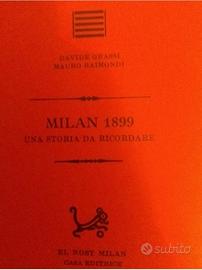 DAVIDE GRASSI
MAURO RAIMONDI
MILAN 1899
UNA STORIA DA RICORDARE
EL NOST MILAN
CASA EDITRICE
subito